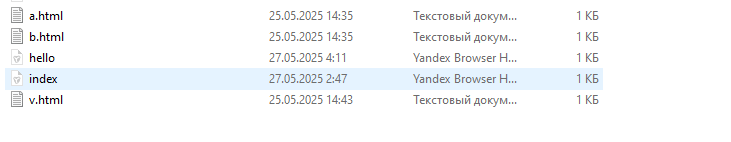 a.html 25.05.2025 14:35 Текстовый докум... 1 КБ
b.html 25.05.2025 14:35 Текстовый докум... 1 КБ
hello 27.05.2025 4:11 Yandex Browser H... 1 КБ
index 27.05.2025 2:47 Yandex Browser H... 1 КБ
v.html 25.05.2025 14:43 Текстовый докум... 1 КБ